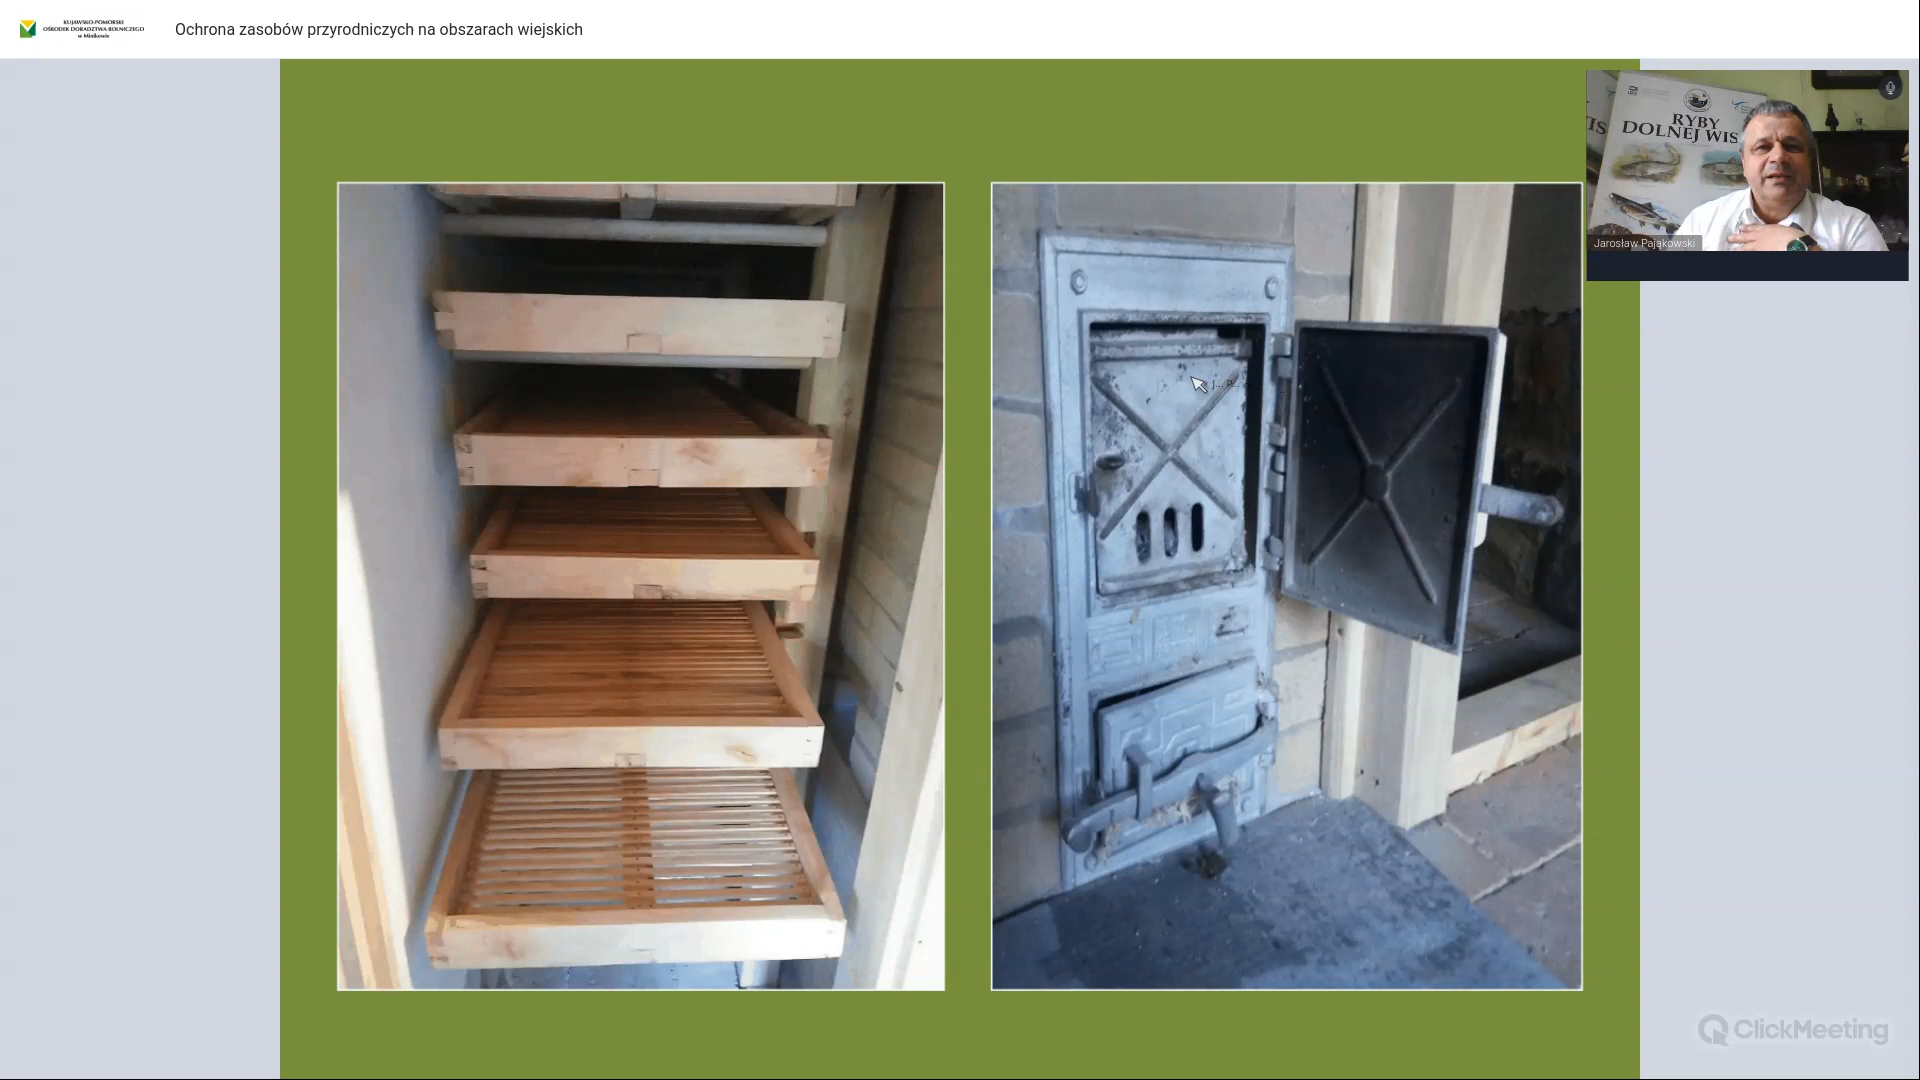 KUJAWSKO-POMORSKI
OŚRODEK DORADZTWA ROLNICZEGO
w Minikowie
Ochrona zasobów przyrodniczych na obszarach wiejskich
RYBY
DOLNEJ WIS
Jarosław Pająkowski
J... P...
ClickMeeting